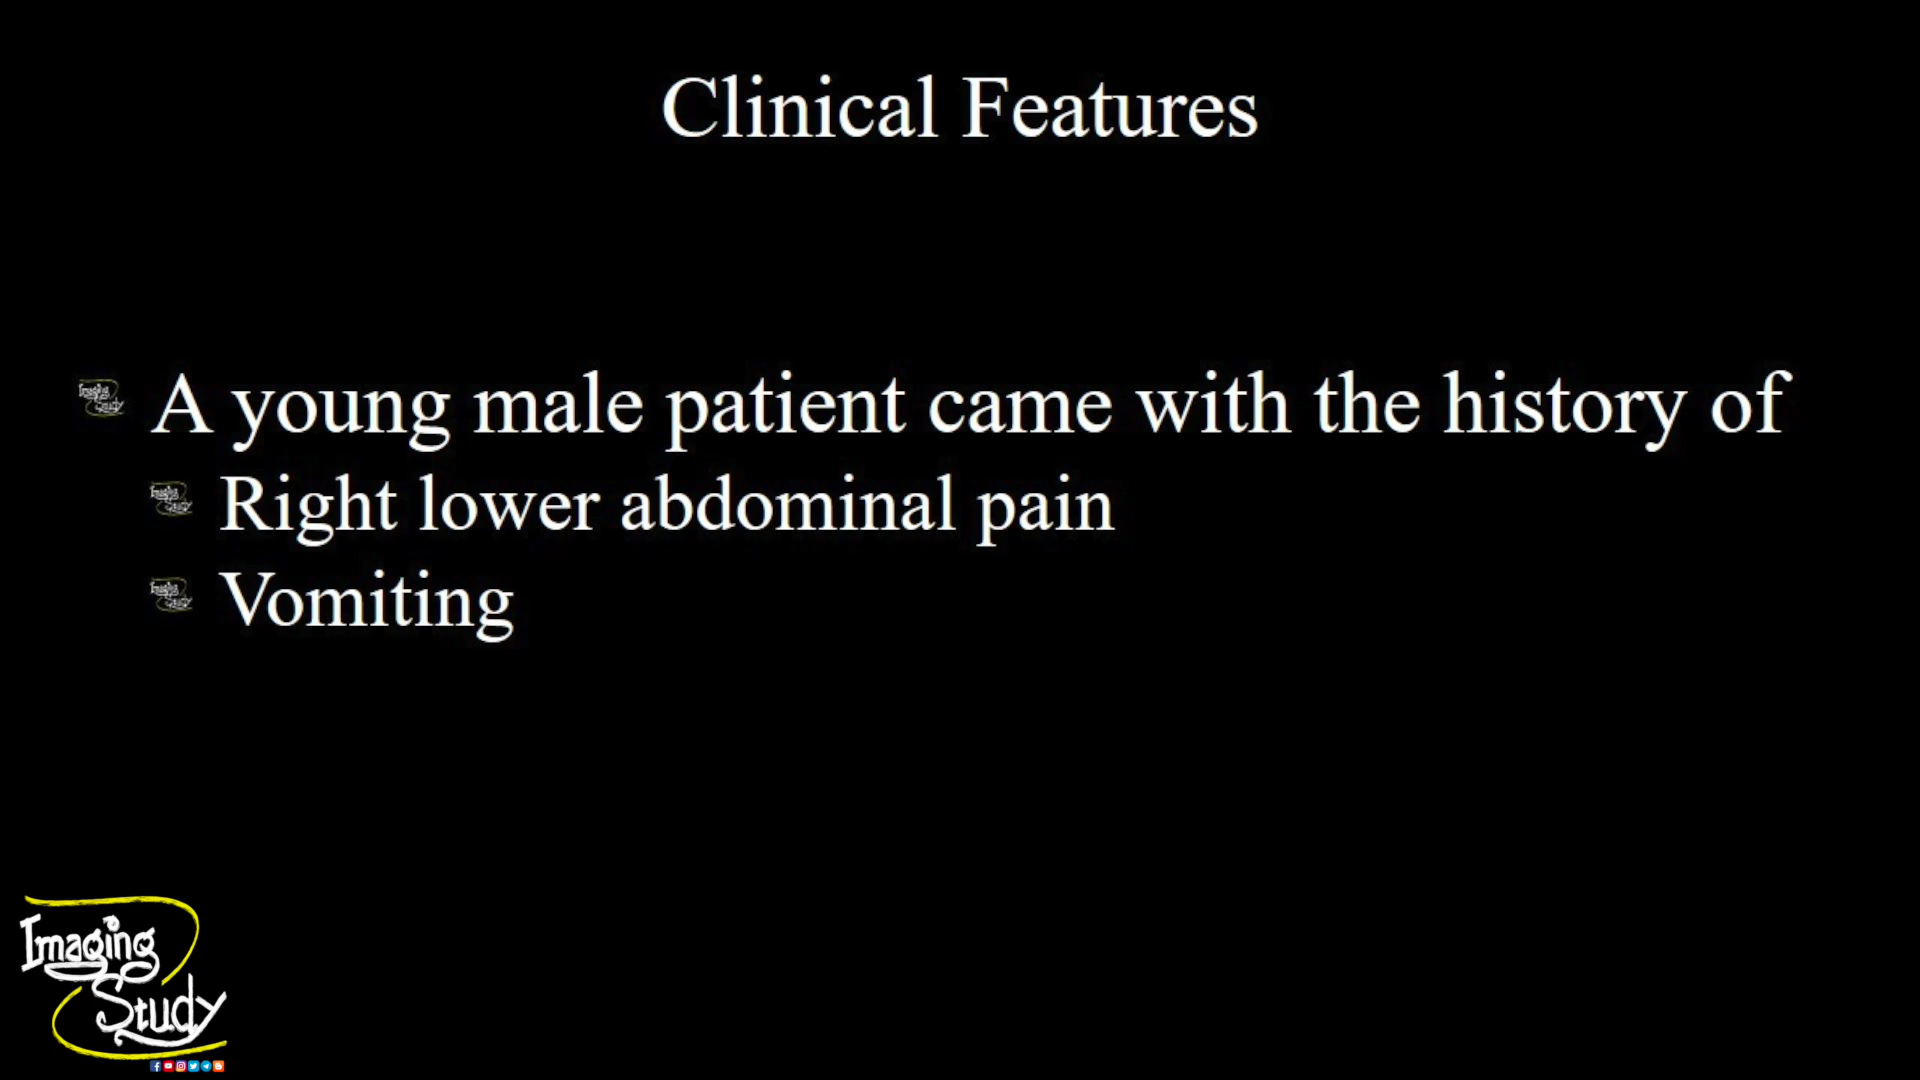 Clinical Features
A young male patient came with the history of
Right lower abdominal pain
Vomiting
Imaging
Study